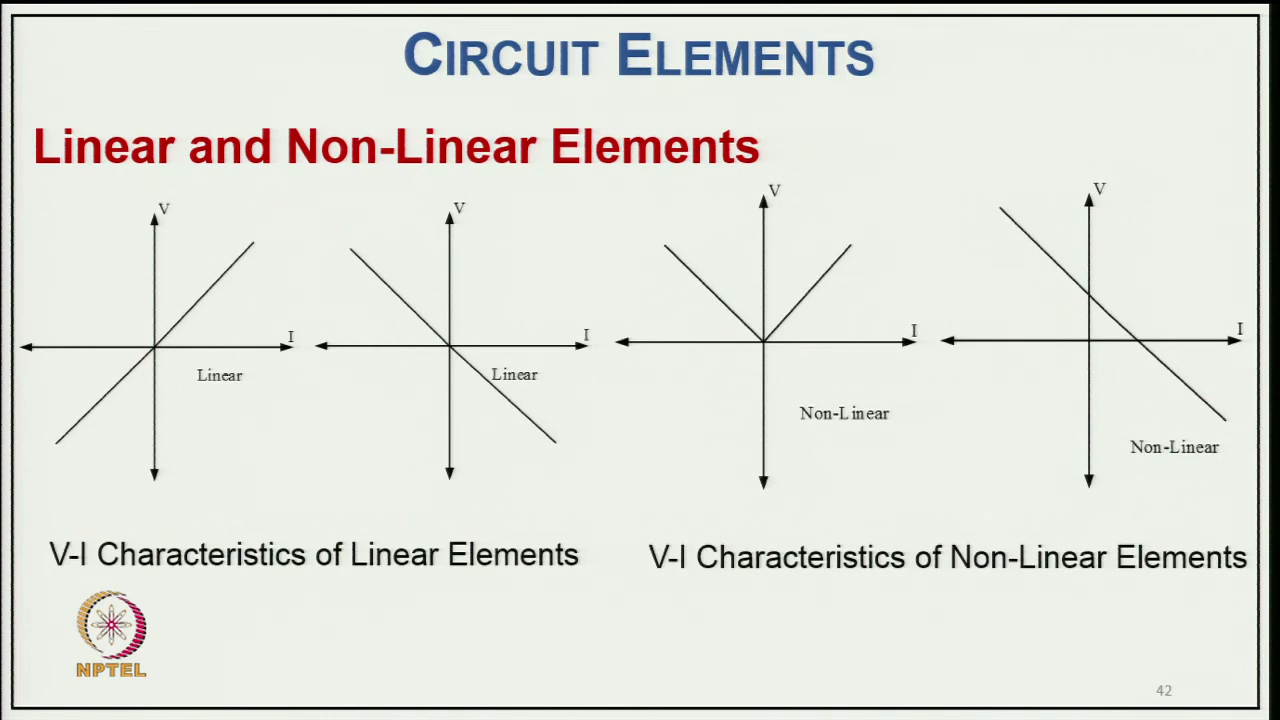 CIRCUIT ELEMENTS
Linear and Non-Linear Elements
V
I
Linear
V
I
Linear
V
I
Non-Linear
V
I
Non-Linear
V-I Characteristics of Linear Elements
V-I Characteristics of Non-Linear Elements
NPTEL
42